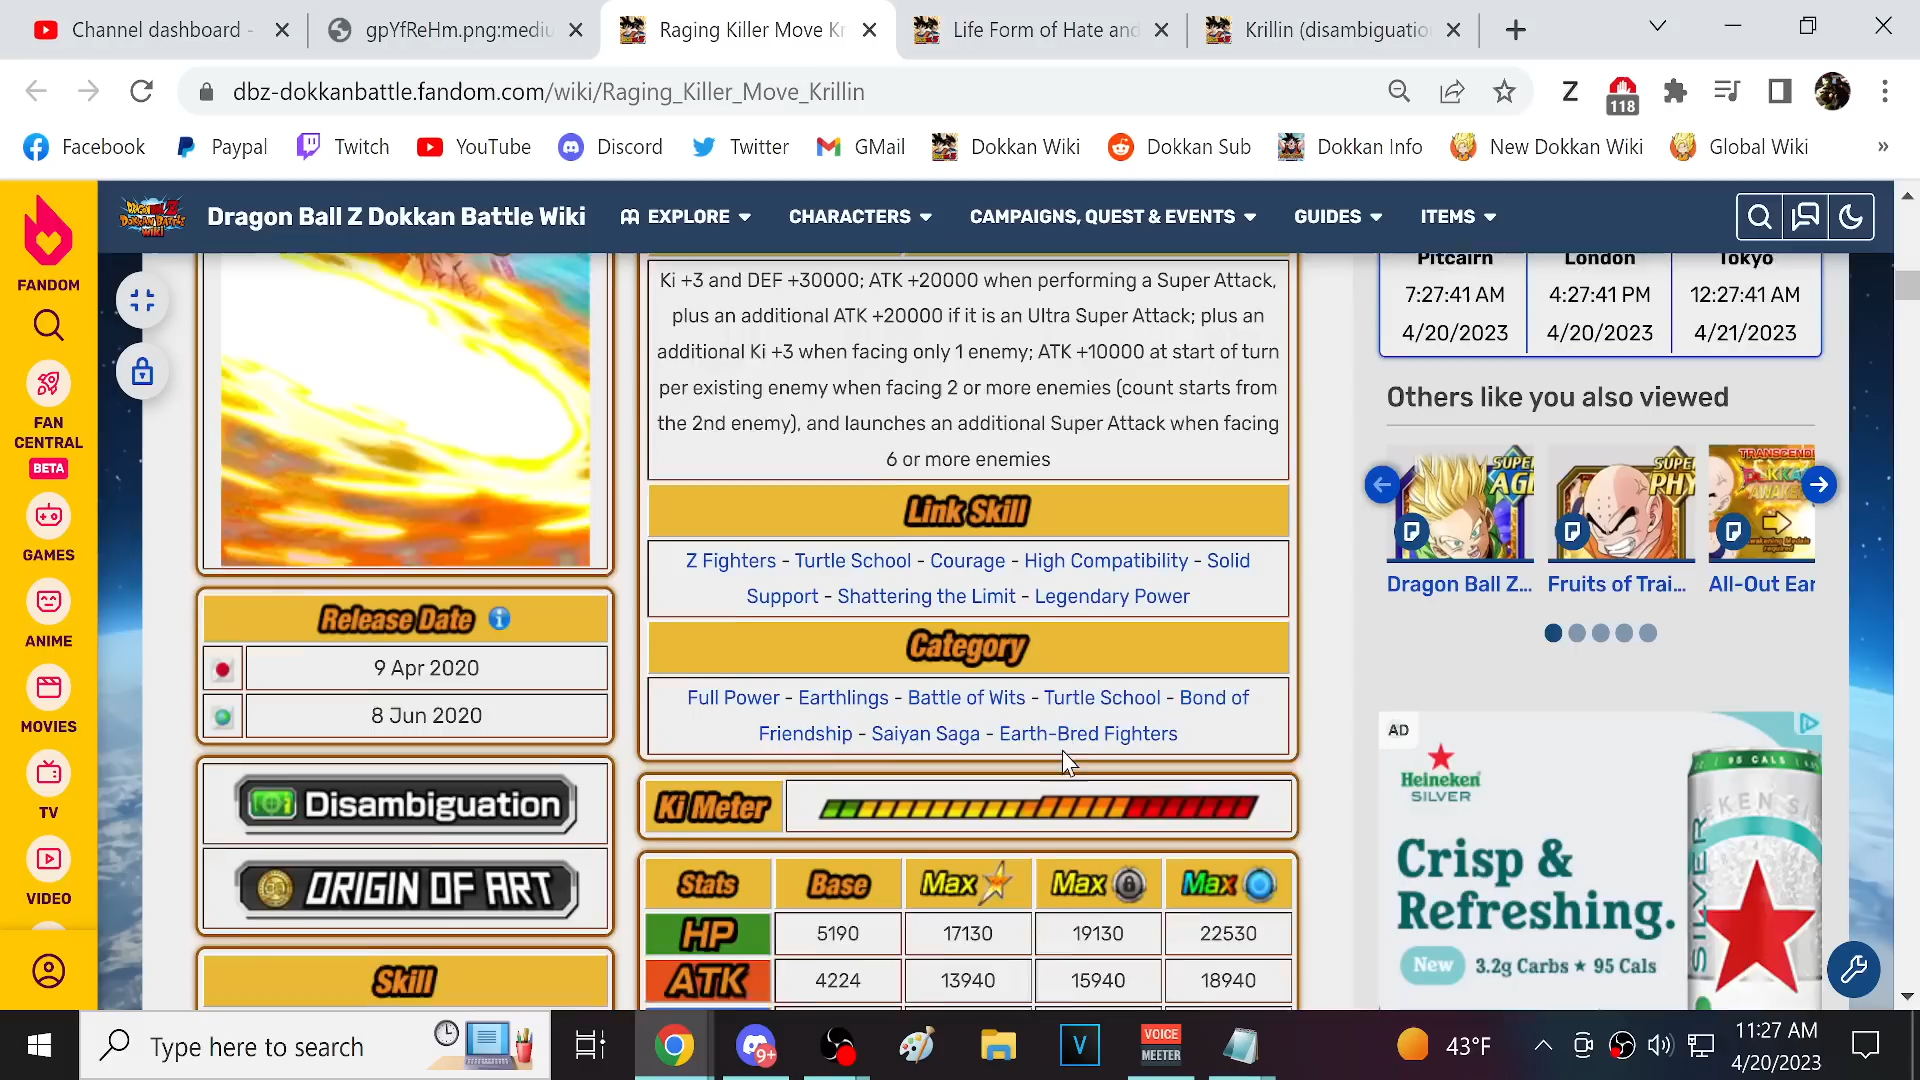 Channel dashboard -
gpYfReHm.png:mediu
Raging Killer Move Kr
Life Form of Hate and
Krillin (disambiguatio
dbz-dokkanbattle.fandom.com/wiki/Raging_Killer_Move_Krillin
Z
118
Facebook
Paypal
Twitch
YouTube
Discord
Twitter
GMail
Dokkan Wiki
Dokkan Sub
Dokkan Info
New Dokkan Wiki
Global Wiki
»
Dragon Ball Z Dokkan Battle Wiki
EXPLORE
CHARACTERS
CAMPAIGNS, QUEST & EVENTS
GUIDES
ITEMS
FANDOM
FAN
CENTRAL
BETA
GAMES
ANIME
MOVIES
TV
VIDEO
Release Date
9 Apr 2020
8 Jun 2020
Disambiguation
ORIGIN OF ART
Skill
Ki +3 and DEF +30000; ATK +20000 when performing a Super Attack,
plus an additional ATK +20000 if it is an Ultra Super Attack; plus an
additional Ki +3 when facing only 1 enemy; ATK +10000 at start of turn
per existing enemy when facing 2 or more enemies (count starts from
the 2nd enemy), and launches an additional Super Attack when facing
6 or more enemies
Link Skill
Z Fighters - Turtle School - Courage - High Compatibility - Solid
Support - Shattering the Limit - Legendary Power
Category
Full Power - Earthlings - Battle of Wits - Turtle School - Bond of
Friendship - Saiyan Saga - Earth-Bred Fighters
Ki Meter
Stats Base Max Max Max
HP 5190 17130 19130 22530
ATK 4224 13940 15940 18940
Pitcairn London Tokyo
7:27:41 AM 4:27:41 PM 12:27:41 AM
4/20/2023 4/20/2023 4/21/2023
Others like you also viewed
SUPER
AGL
SUPER
PHY
Dragon Ball Z...
Fruits of Trai...
All-Out Ear
AD
Heineken
SILVER
Crisp &
Refreshing.
New
3.2g Carbs ★ 95 Cals
Type here to search
9+
V
VOICE
MEETER
43°F
11:27 AM
4/20/2023